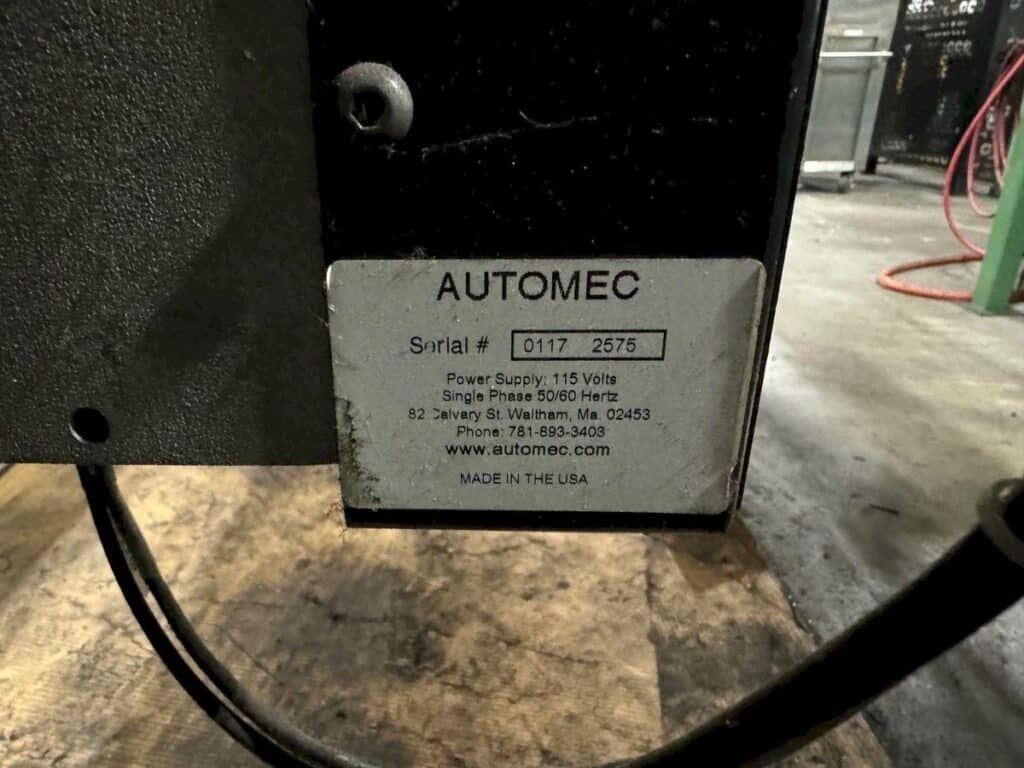 AUTOMEC
Serial # 0117 2575
Power Supply: 115 Volts
Single Phase 50/60 Hertz
82 Calvary St. Waltham, Ma. 02453
Phone: 781-893-3403
www.automec.com
MADE IN THE USA